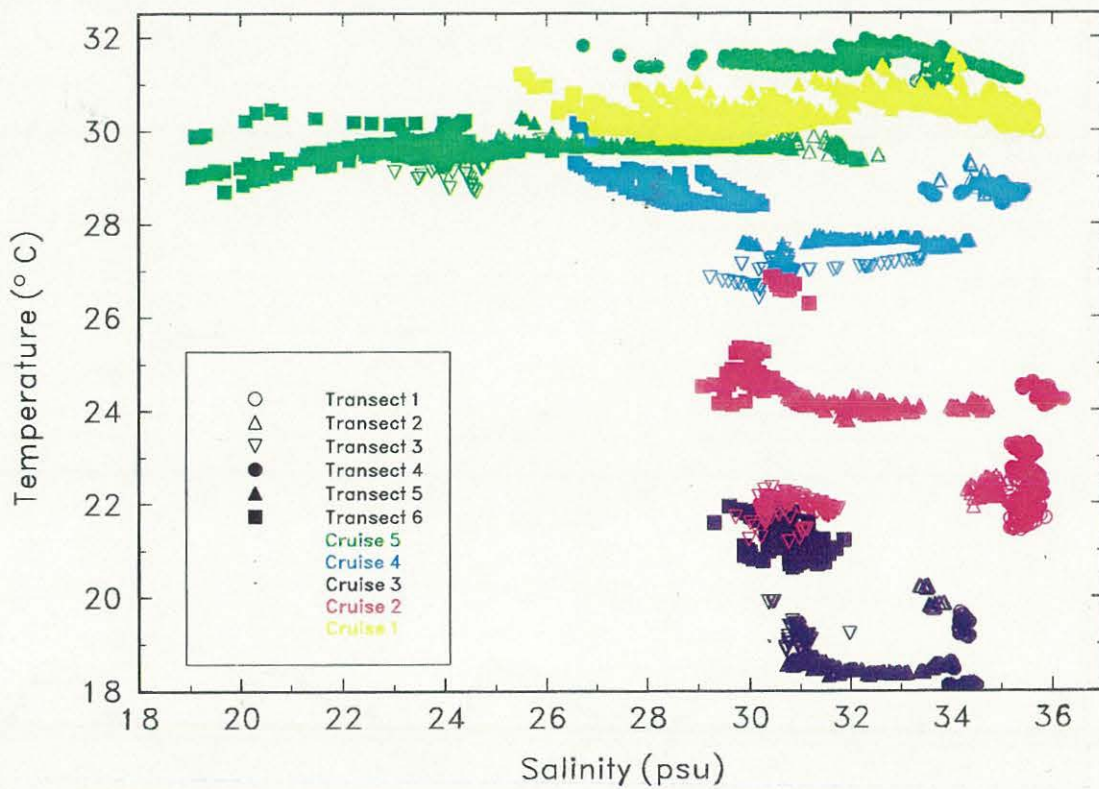 32
30
28
26
24
22
20
18
Temperature (° C)
Transect 1
Transect 2
Transect 3
Transect 4
Transect 5
Transect 6
Cruise 5
Cruise 4
Cruise 3
Cruise 2
Cruise 1
18
20
22
24
26
28
30
32
34
36
Salinity (psu)